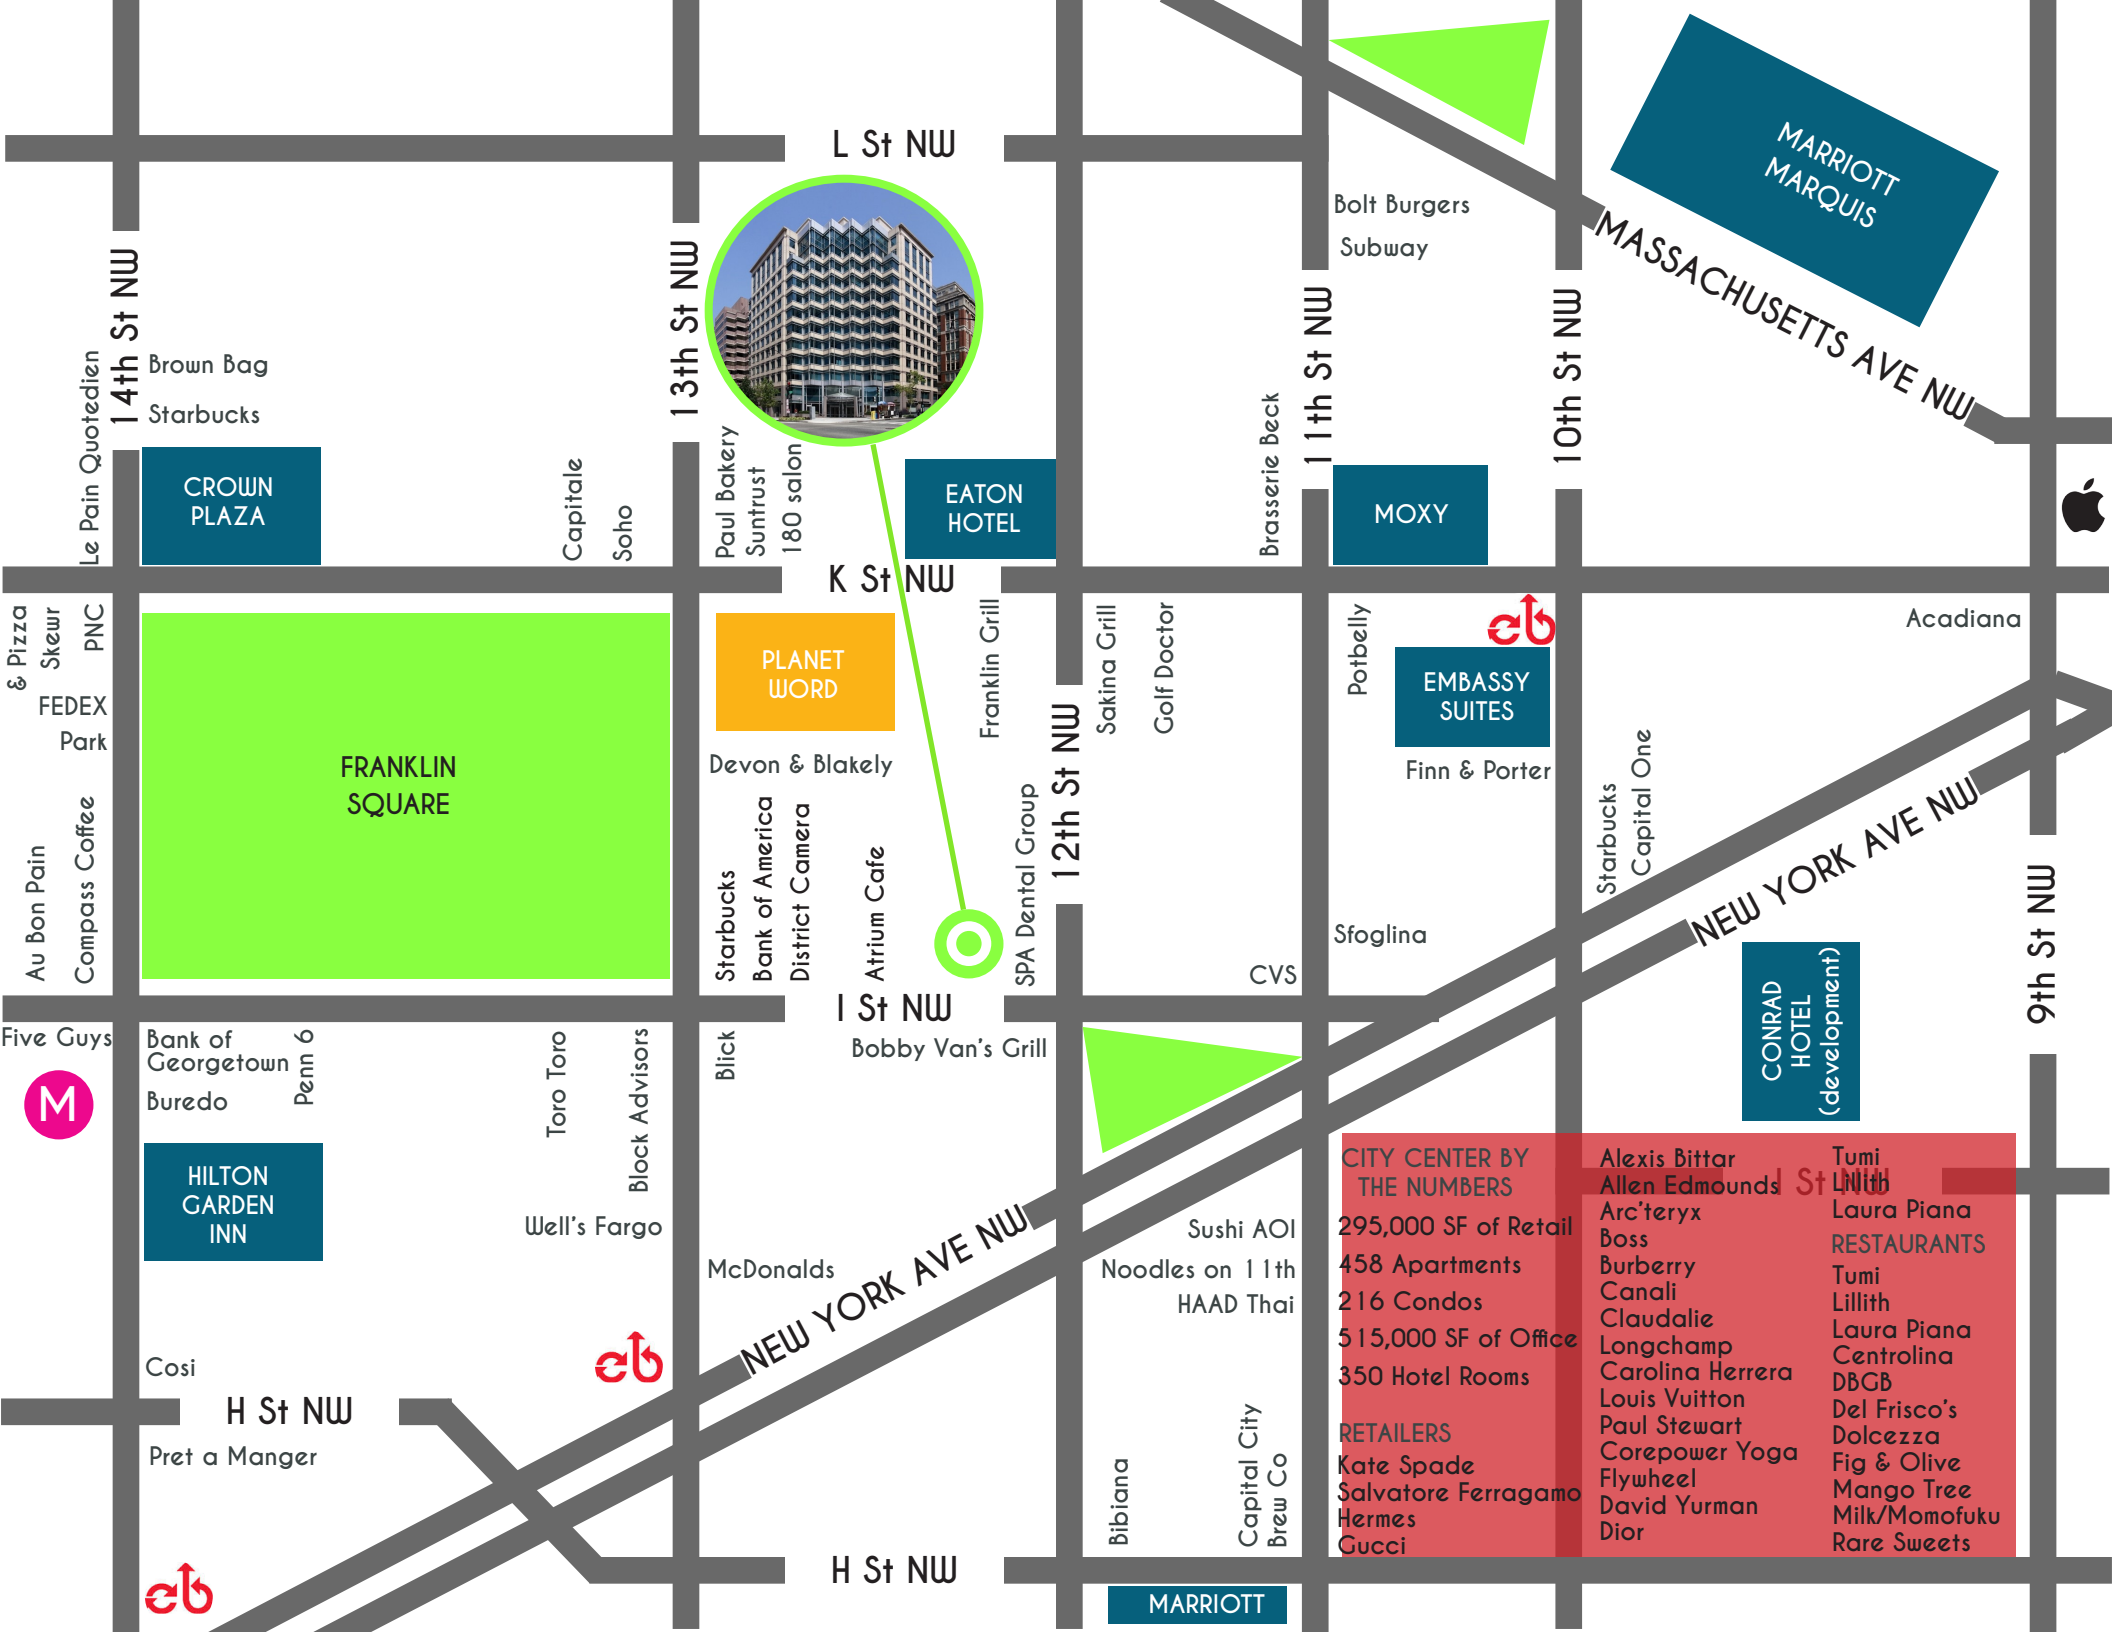 L St NW
MARRIOTT
MARQUIS
Bolt Burgers
Subway
MASSACHUSETTS AVE NW
14th St NW
13th St NW
11th St NW
10th St NW
Le Pain Quotedien
Brown Bag
Starbucks
CROWN
PLAZA
Capitale
Soho
Paul Bakery
Suntrust
180 salon
EATON
HOTEL
Brasserie Beck
MOXY
K St NW
& Pizza
Skewr
PNC
FEDEX
Park
Au Bon Pain
Compass Coffee
FRANKLIN
SQUARE
PLANET
WORD
Devon & Blakely
Starbucks
Bank of America
District Camera
Atrium Cafe
Franklin Grill
SPA Dental Group
12th St NW
Sakina Grill
Golf Doctor
Potbelly
cb
EMBASSY
SUITES
Finn & Porter
Acadiana
Starbucks
Capital One
Sfoglina
CVS
NEW YORK AVE NW
9th St NW
CONRAD
HOTEL
(development)
I St NW
Five Guys
M
Bank of
Georgetown
Buredo
Penn 6
HILTON
GARDEN
INN
Toro Toro
Block Advisors
Well's Fargo
Blick
Bobby Van's Grill
McDonalds
NEW YORK AVE NW
Sushi AOI
Noodles on 11th
HAAD Thai
Cosi
H St NW
Pret a Manger
cb
cb
H St NW
Bibiana
Capital City
Brew Co
MARRIOTT
I St NW
CITY CENTER BY
THE NUMBERS
295,000 SF of Retail
458 Apartments
216 Condos
515,000 SF of Office
350 Hotel Rooms
RETAILERS
Kate Spade
Salvatore Ferragamo
Hermes
Gucci
Alexis Bittar
Allen Edmounds
Arc'teryx
Boss
Burberry
Canali
Claudalie
Longchamp
Carolina Herrera
Louis Vuitton
Paul Stewart
Corepower Yoga
Flywheel
David Yurman
Dior
Tumi
Lillith
Laura Piana
RESTAURANTS
Tumi
Lillith
Laura Piana
Centrolina
DBGB
Del Frisco's
Dolcezza
Fig & Olive
Mango Tree
Milk/Momofuku
Rare Sweets